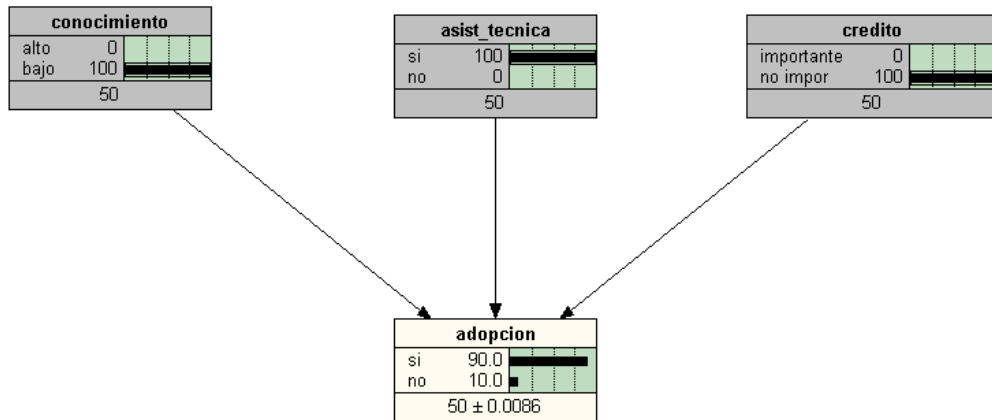 conocimiento
alto 0
bajo 100
50
asist_tecnica
si 100
no 0
50
credito
importante 0
no impor 100
50
adopcion
si 90.0
no 10.0
50 ± 0.0086